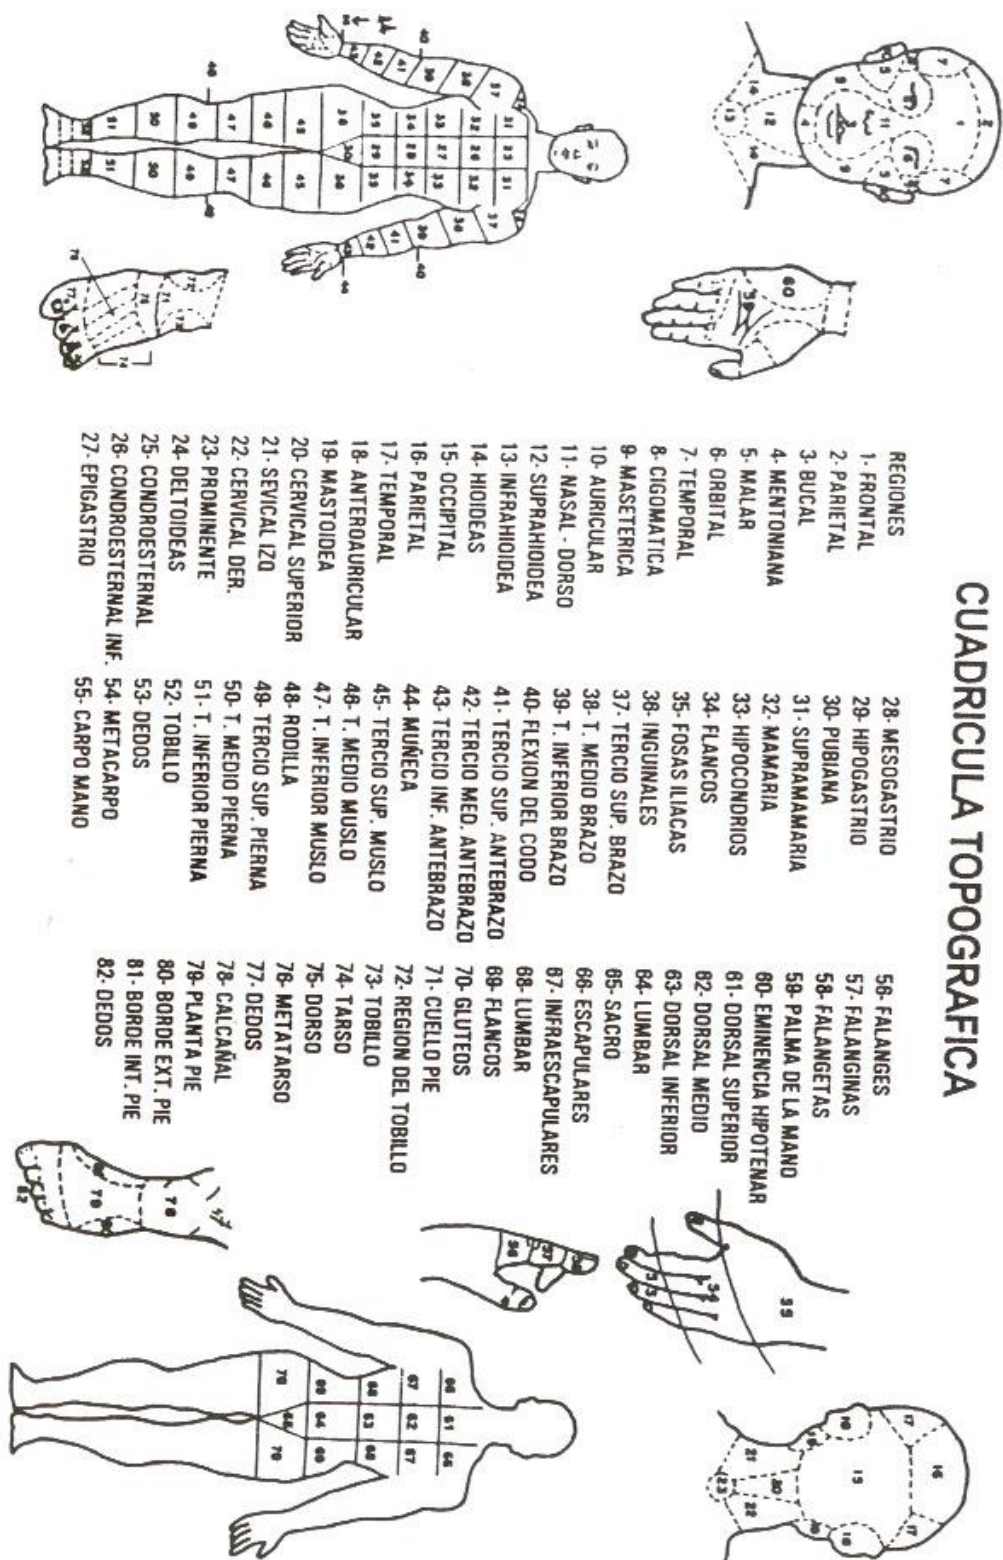 CUADRICULA TOPOGRAFICA
REGIONES
1- FRONTAL
2- PARIETAL
3- BUCAL
4- MENTONIANA
5- MALAR
6- ORBITAL
7- TEMPORAL
8- CIGOMATICA
9- MASETERICA
10- AURICULAR
11- NASAL - DORSO
12- SUPRAHIOIDEA
13- INFRAHIOIDEA
14- HIOIDEAS
15- OCCIPITAL
16- PARIETAL
17- TEMPORAL
18- ANTEROAURICULAR
19- MASTOIDEA
20- CERVICAL SUPERIOR
21- SEVICAL IZQ
22- CERVICAL DER.
23- PROMINENTE
24- DELTOIDEAS
25- CONDROESTERNAL
26- CONDROESTERNAL INF.
27- EPIGASTRIO
28- MESOGASTRIO
29- HIPOGASTRIO
30- PUBIANA
31- SUPRAMAMARIA
32- MAMARIA
33- HIPOCONDRIOS
34- FLANCOS
35- FOSAS ILIACAS
36- INGUINALES
37- TERCIO SUP. BRAZO
38- T. MEDIO BRAZO
39- T. INFERIOR BRAZO
40- FLEXION DEL CODO
41- TERCIO SUP. ANTEBRAZO
42- TERCIO MED. ANTEBRAZO
43- TERCIO INF. ANTEBRAZO
44- MUÑECA
45- TERCIO SUP. MUSLO
46- T. MEDIO MUSLO
47- T. INFERIOR MUSLO
48- RODILLA
49- TERCIO SUP. PIERNA
50- T. MEDIO PIERNA
51- T. INFERIOR PIERNA
52- TOBILLO
53- DEDOS
54- METACARPO
55- CARPO MANO
56- FALANGES
57- FALANGINAS
58- FALANGETAS
59- PALMA DE LA MANO
60- EMINENCIA HIPOTENAR
61- DORSAL SUPERIOR
62- DORSAL MEDIO
63- DORSAL INFERIOR
64- LUMBAR
65- SACRO
66- ESCAPULARES
67- INFRAESCAPULARES
68- LUMBAR
69- FLANCOS
70- GLUTEOS
71- CUELLO PIE
72- REGION DEL TOBILLO
73- TOBILLO
74- TARSO
75- DORSO
76- METATARSO
77- DEDOS
78- CALCAÑAL
79- PLANTA PIE
80- BORDE EXT. PIE
81- BORDE INT. PIE
82- DEDOS